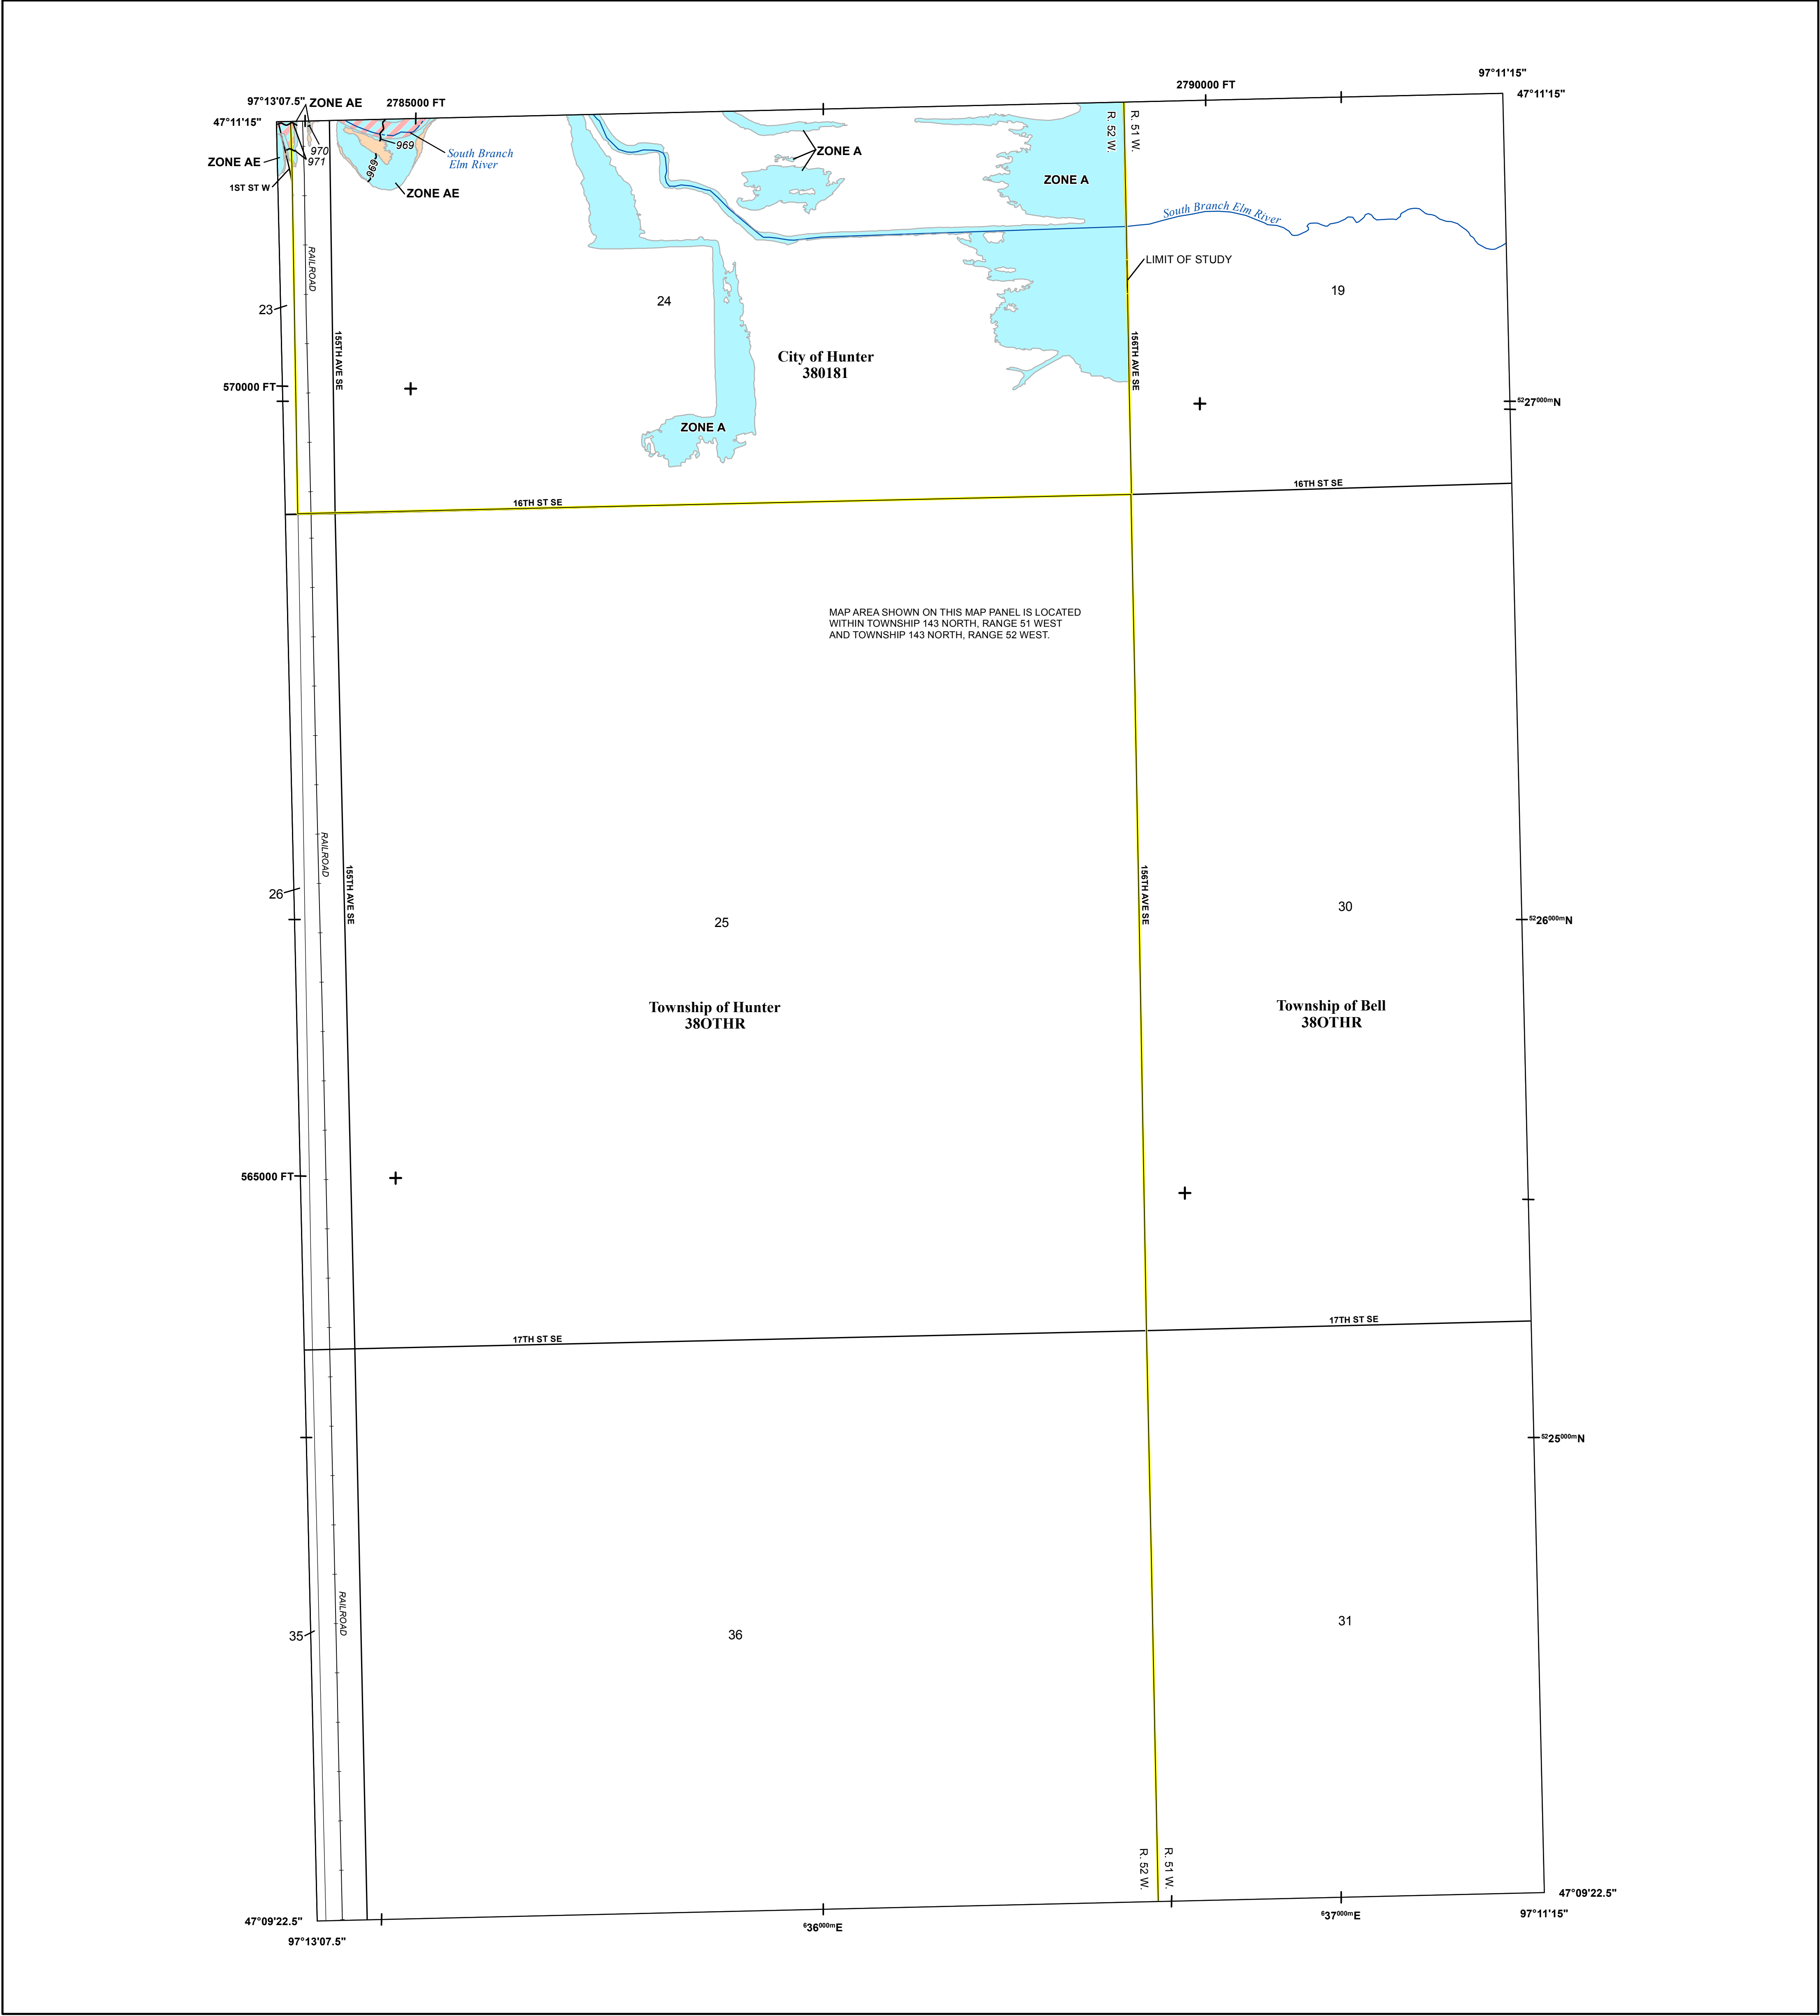 97°11'15"
2790000 FT
47°11'15"
97°13'07.5"
ZONE AE
2785000 FT
47°11'15"
R. 52 W.
R. 51 W.
970
971
969
969
South Branch
Elm River
ZONE AE
1ST ST W
ZONE AE
ZONE A
ZONE A
South Branch Elm River
LIMIT OF STUDY
RAILROAD
23
24
19
155TH AVE SE
156TH AVE SE
City of Hunter
380181
570000 FT
5227000mN
ZONE A
16TH ST SE
16TH ST SE
MAP AREA SHOWN ON THIS MAP PANEL IS LOCATED
WITHIN TOWNSHIP 143 NORTH, RANGE 51 WEST
AND TOWNSHIP 143 NORTH, RANGE 52 WEST.
RAILROAD
155TH AVE SE
156TH AVE SE
26
25
30
5226000mN
Township of Hunter
38OTHR
Township of Bell
38OTHR
565000 FT
17TH ST SE
17TH ST SE
5225000mN
RAILROAD
35
36
31
R. 52 W.
R. 51 W.
47°09'22.5"
47°09'22.5"
97°13'07.5"
636000mE
637000mE
97°11'15"